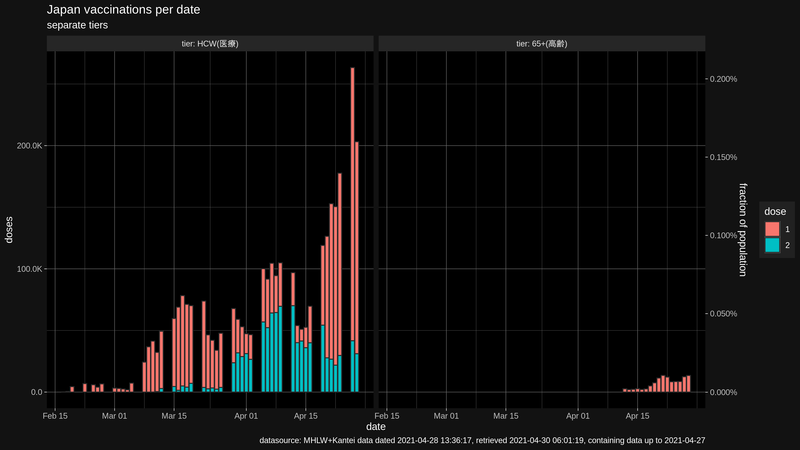 Japan vaccinations per date
separate tiers
tier: HCW(医療)
tier: 65+(高齢)
doses
200.0K
100.0K
0.0
0.200%
0.150%
0.100%
0.050%
0.000%
fraction of population
dose
1
2
Feb 15
Mar 01
Mar 15
Apr 01
Apr 15
Feb 15
Mar 01
Mar 15
Apr 01
Apr 15
date
datasource: MHLW+Kantei data dated 2021-04-28 13:36:17, retrieved 2021-04-30 06:01:19, containing data up to 2021-04-27